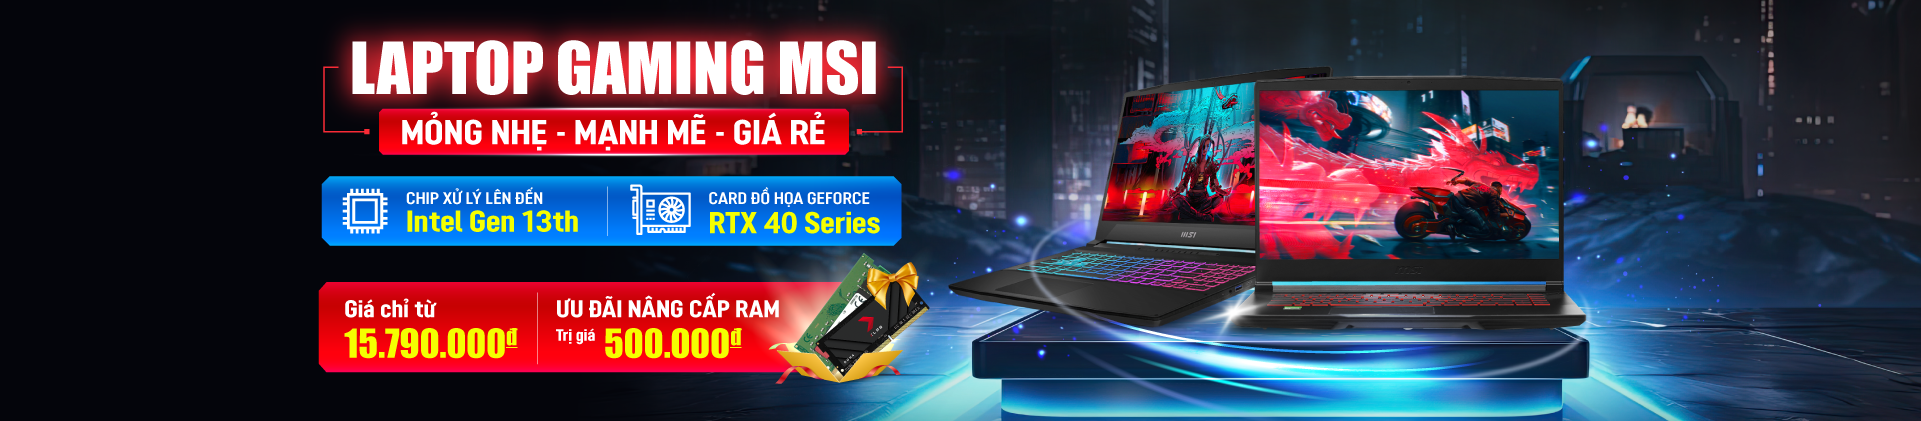 LAPTOP GAMING MSI
MỎNG NHẸ - MẠNH MẼ - GIÁ RẺ
CHIP XỬ LÝ LÊN ĐẾN
Intel Gen 13th
CARD ĐỒ HỌA GEFORCE
RTX 40 Series
Giá chỉ từ
15.790.000đ
ƯU ĐÃI NÂNG CẤP RAM
Trị giá 500.000đ
msi